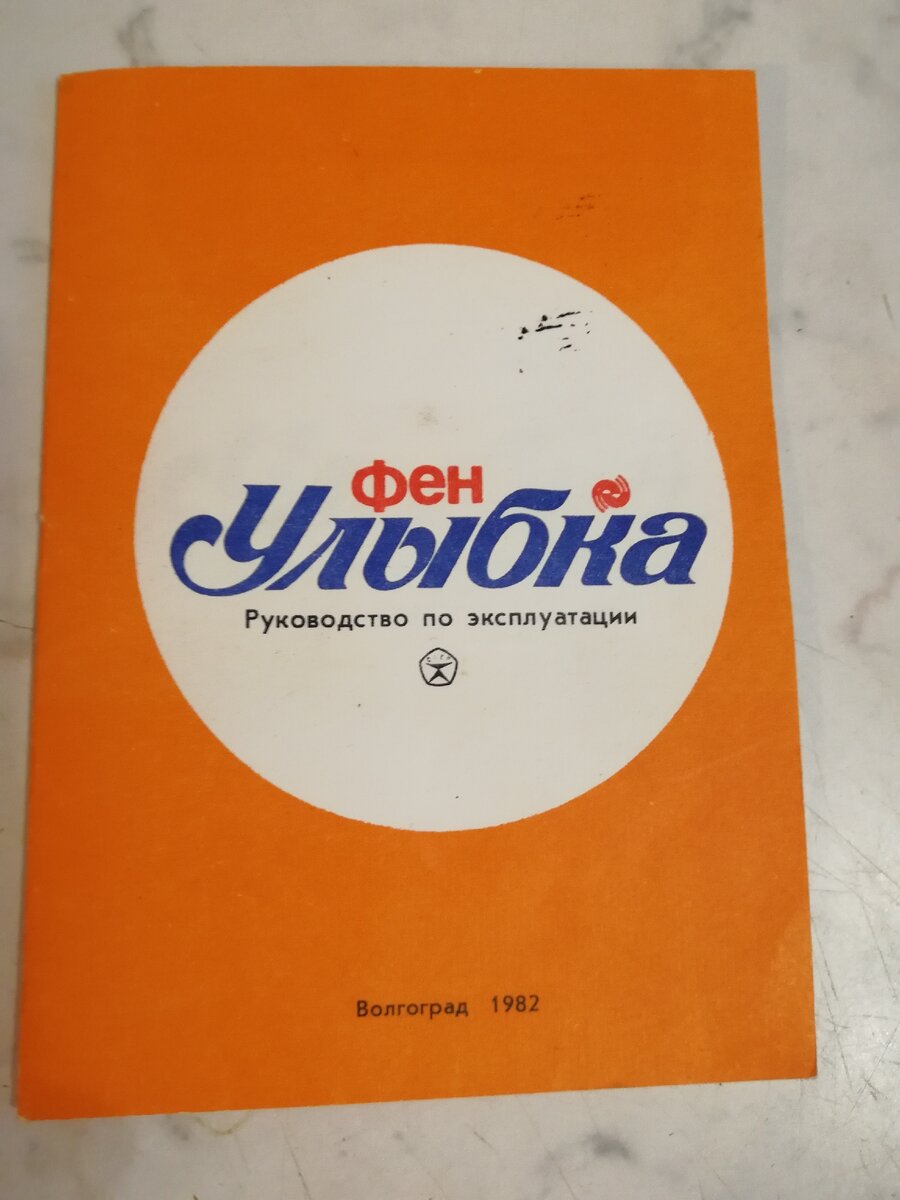 Фен
Улыбка
Руководство по эксплуатации
Волгоград 1982